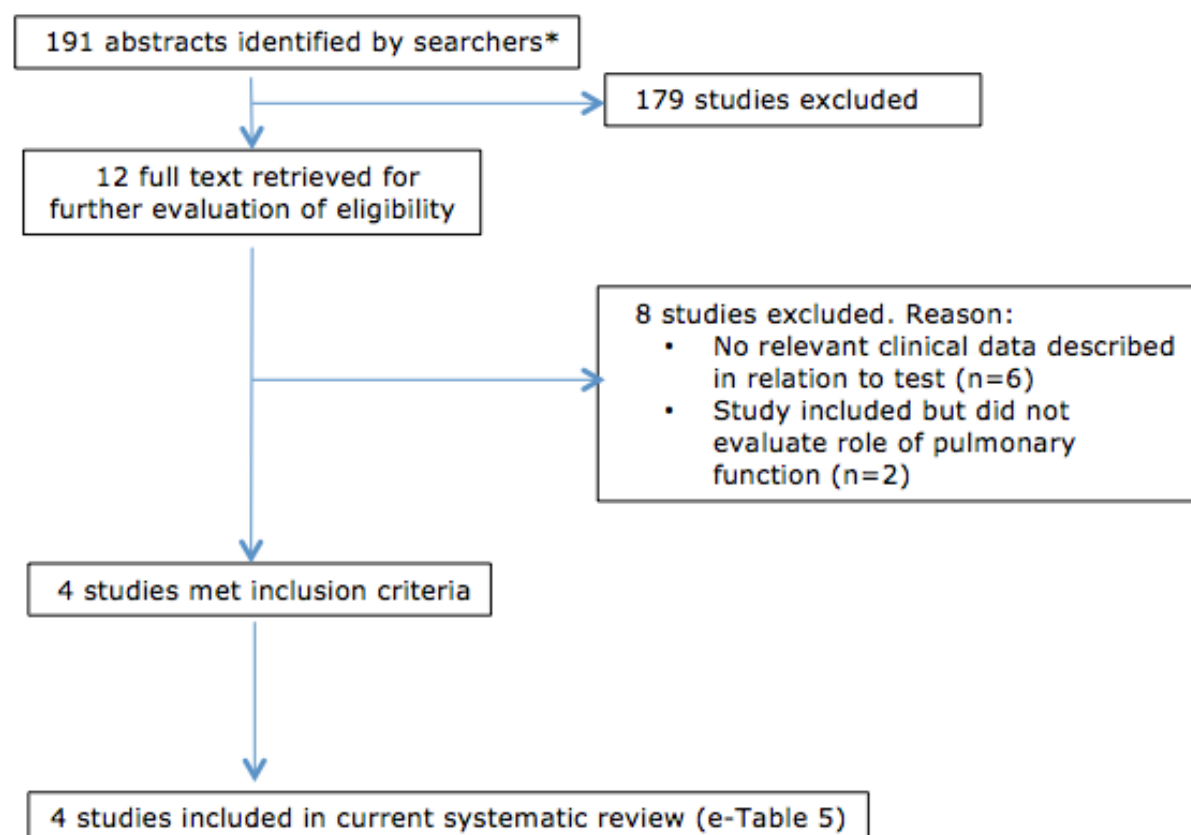 191 abstracts identified by searchers*
179 studies excluded
12 full text retrieved for
further evaluation of eligibility
8 studies excluded. Reason:
• No relevant clinical data described
in relation to test (n=6)
• Study included but did not
evaluate role of pulmonary
function (n=2)
4 studies met inclusion criteria
4 studies included in current systematic review (e-Table 5)